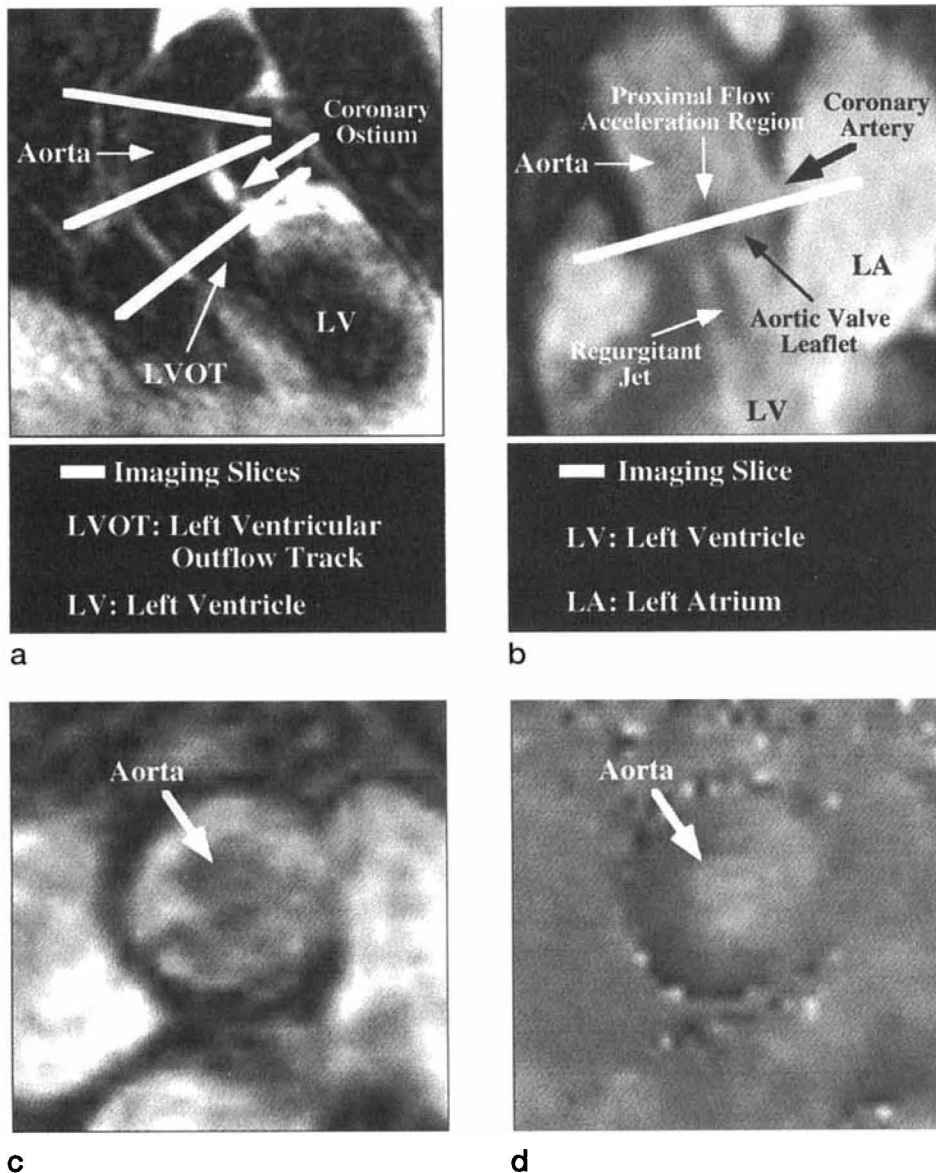 Coronary
Ostium
Aorta
LV
LVOT
Imaging Slices
LVOT: Left Ventricular
Outflow Track
LV: Left Ventricle
a
Proximal Flow
Acceleration Region
Coronary
Artery
Aorta
LA
Aortic Valve
Leaflet
Regurgitant
Jet
LV
Imaging Slice
LV: Left Ventricle
LA: Left Atrium
b
Aorta
c
Aorta
d